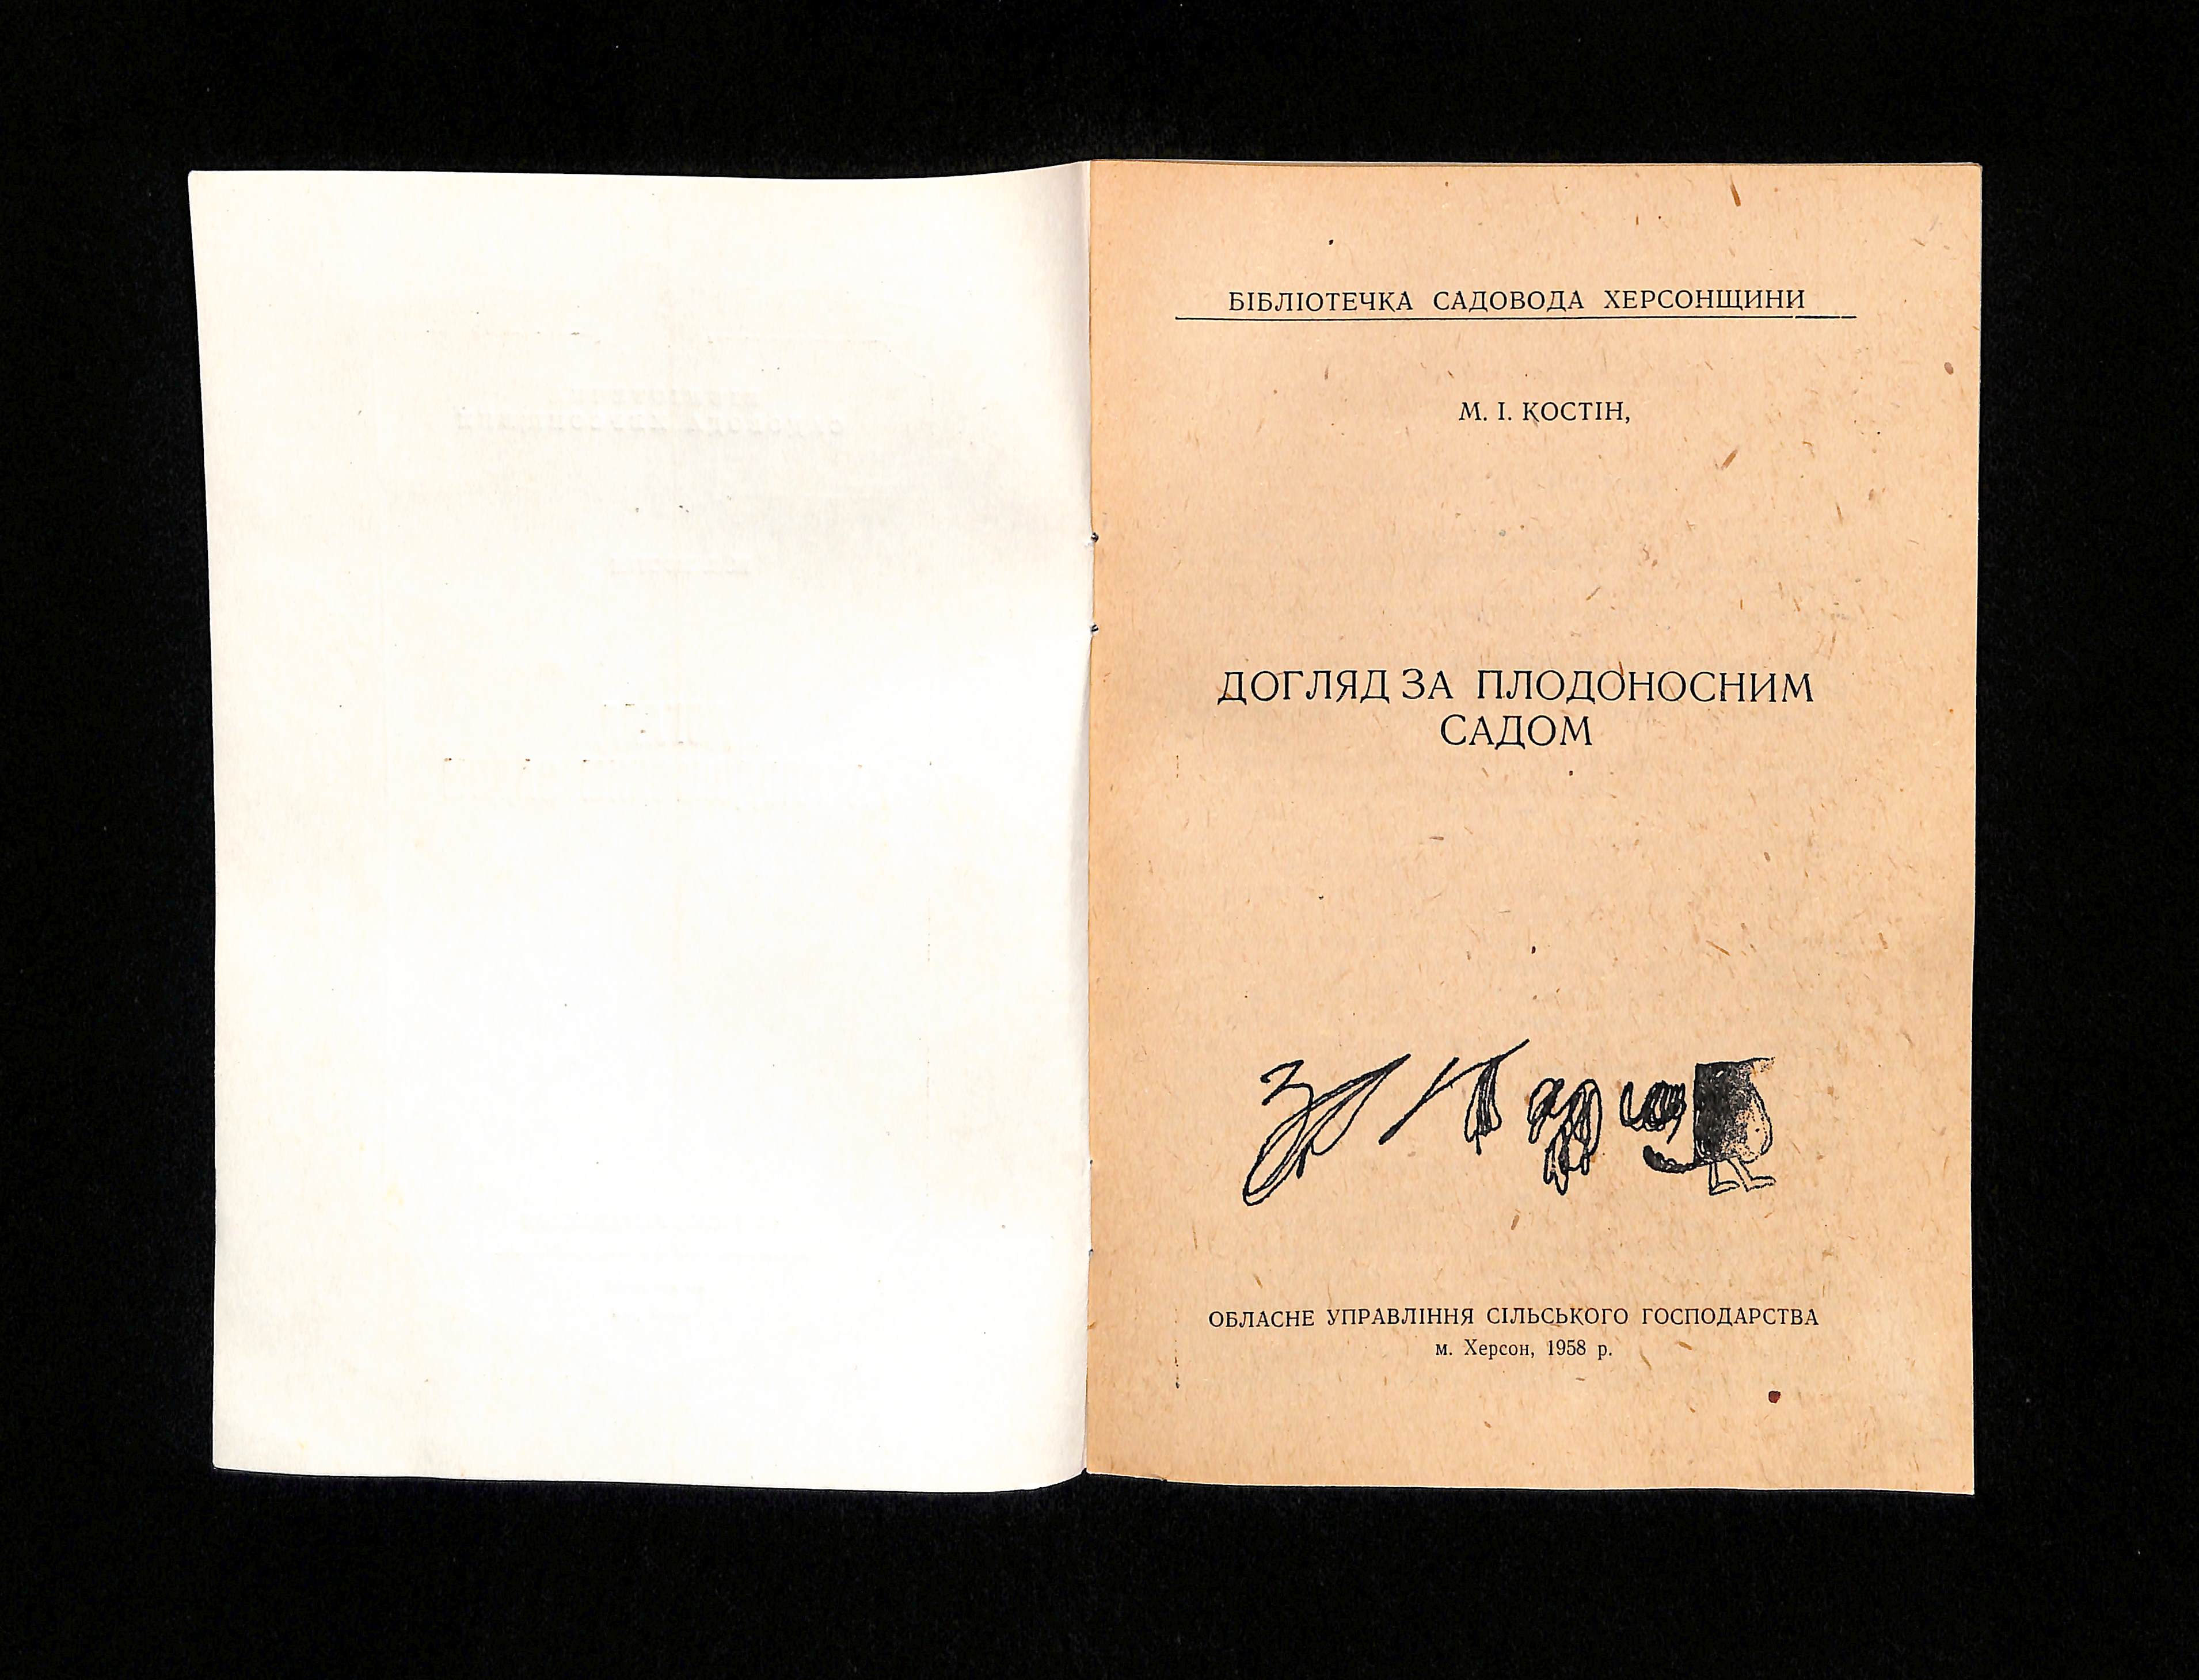 БІБЛІОТЕЧКА САДОВОДА ХЕРСОНЩИНИ
М. І. КОСТІН,
ДОГЛЯД ЗА ПЛОДОНОСНИМ
САДОМ
ОБЛАСНЕ УПРАВЛІННЯ СІЛЬСЬКОГО ГОСПОДАРСТВА
м. Херсон, 1958 р.